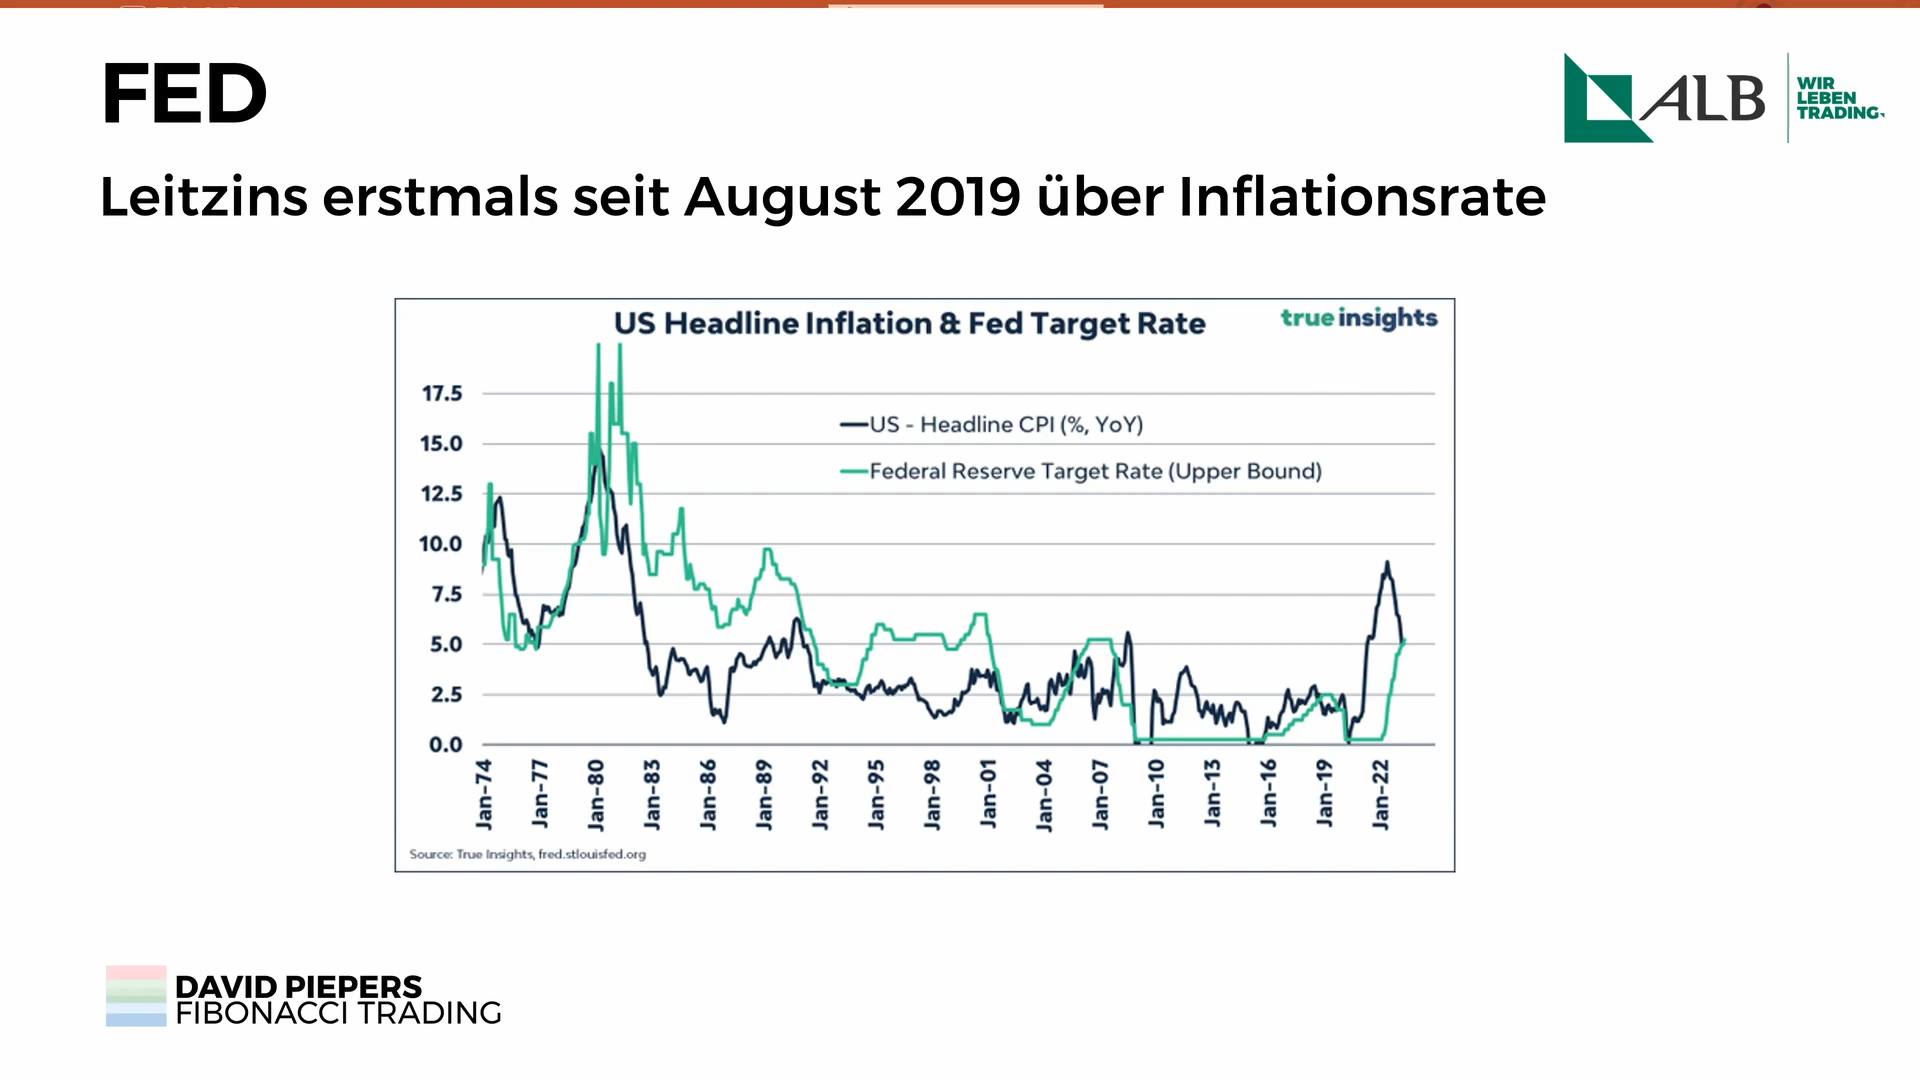 FED
ALB
WIR
LEBEN
TRADING.
Leitzins erstmals seit August 2019 über Inflationsrate
US Headline Inflation & Fed Target Rate
true insights
17.5
15.0
12.5
10.0
7.5
5.0
2.5
0.0
US - Headline CPI (%, YoY)
Federal Reserve Target Rate (Upper Bound)
Jan-74
Jan-77
Jan-80
Jan-83
Jan-86
Jan-89
Jan-92
Jan-95
Jan-98
Jan-01
Jan-04
Jan-07
Jan-10
Jan-13
Jan-16
Jan-19
Jan-22
Source: True Insights, fred.stlouisfed.org
DAVID PIEPERS
FIBONACCI TRADING